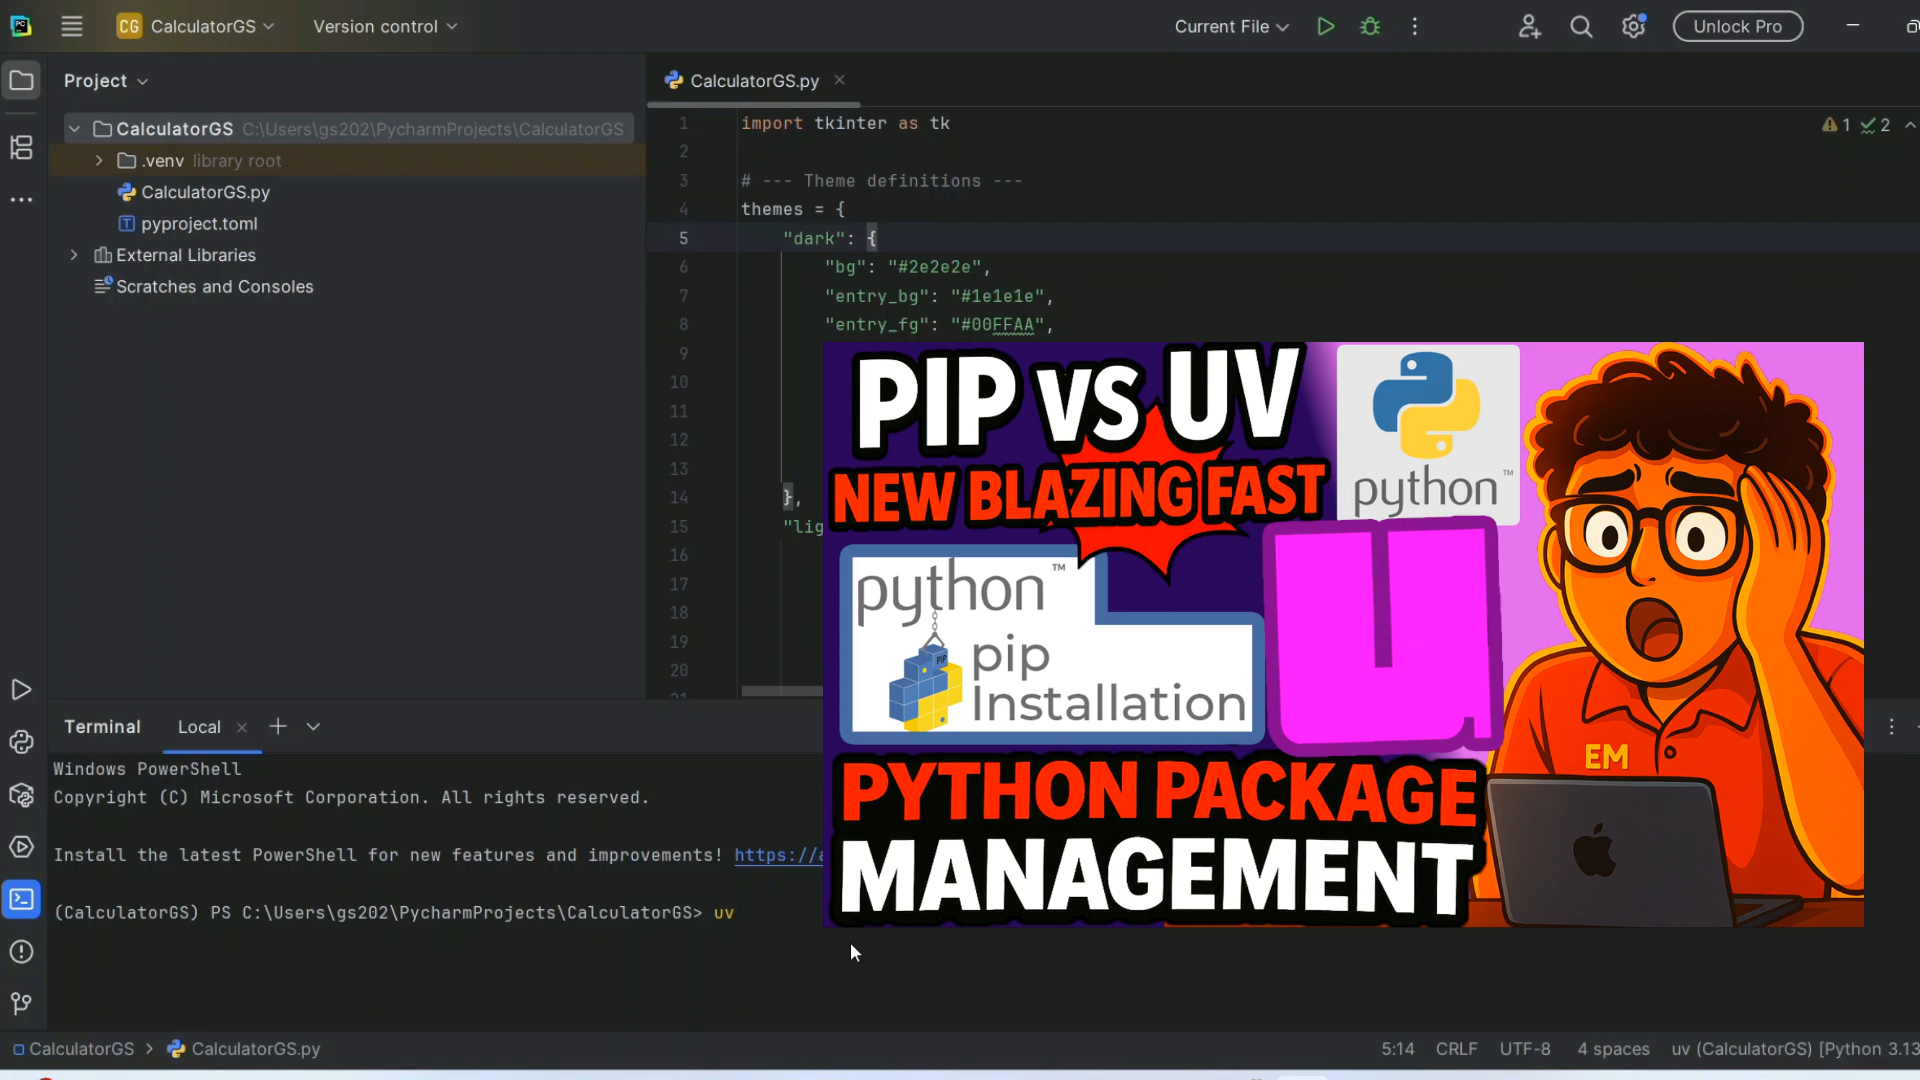 CG CalculatorGS
Version control
Current File
Unlock Pro
Project
CalculatorGS C:\Users\gs202\PycharmProjects\CalculatorGS
.venv library root
CalculatorGS.py
pyproject.toml
External Libraries
Scratches and Consoles
CalculatorGS.py
1 import tkinter as tk
2
3 # --- Theme definitions ---
4 themes = {
5 "dark": {
6 "bg": "#2e2e2e",
7 "entry_bg": "#1e1e1e",
8 "entry_fg": "#00FFAA",
9
10
11
12
13
14 },
15 "lig
16
17
18
19
20
1 2
PIP VS UV
NEW BLAZING FAST
python™
python™
PIP
pip
Installation
PYTHON PACKAGE
MANAGEMENT
EM
Terminal Local
Windows PowerShell
Copyright (C) Microsoft Corporation. All rights reserved.
Install the latest PowerShell for new features and improvements! https://a
(CalculatorGS) PS C:\Users\gs202\PycharmProjects\CalculatorGS> uv
CalculatorGS > CalculatorGS.py
5:14 CRLF UTF-8 4 spaces uv (CalculatorGS) [Python 3.13